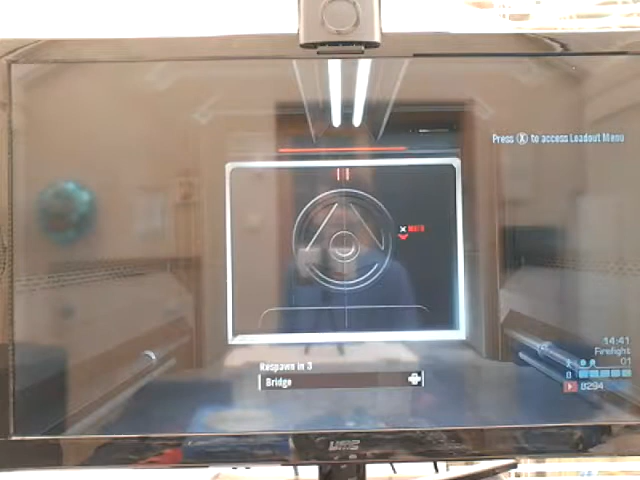 Press X to access Loadout Menu
Respawn in 3
Bridge
14:41
Firefight
01
8294